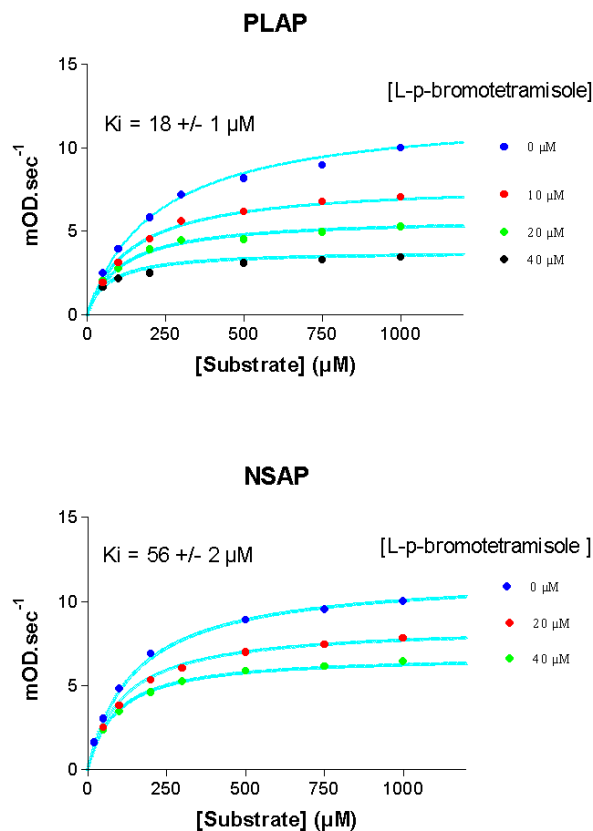 PLAP
15
[L-p-bromotetramisole]
Ki = 18 +/- 1 µM
0 µM
10
mOD.sec⁻¹
10 µM
20 µM
5
40 µM
0
0 250 500 750 1000
[Substrate] (µM)
NSAP
15
[L-p-bromotetramisole ]
Ki = 56 +/- 2 µM
0 µM
10
mOD.sec⁻¹
20 µM
40 µM
5
0
0 250 500 750 1000
[Substrate] (µM)